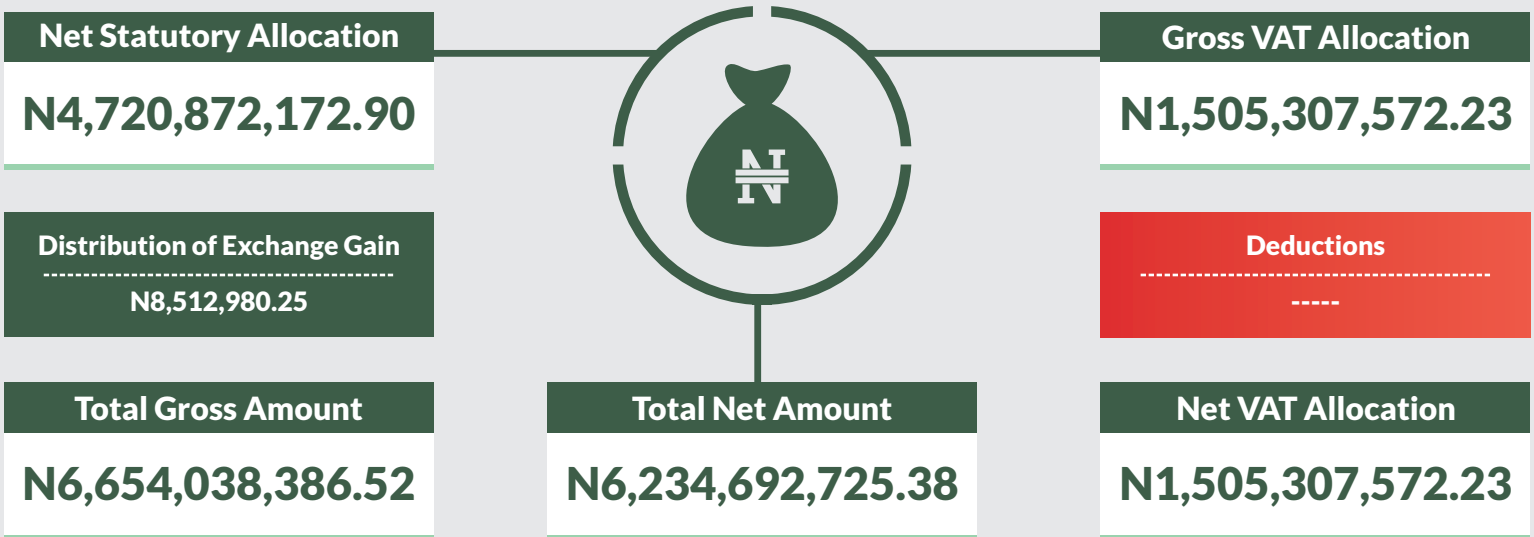 Net Statutory Allocation
N4,720,872,172.90
Gross VAT Allocation
N1,505,307,572.23
₦
Distribution of Exchange Gain
-------------------------------------------
N8,512,980.25
Deductions
-------------------------------------------
-----
Total Gross Amount
N6,654,038,386.52
Total Net Amount
N6,234,692,725.38
Net VAT Allocation
N1,505,307,572.23